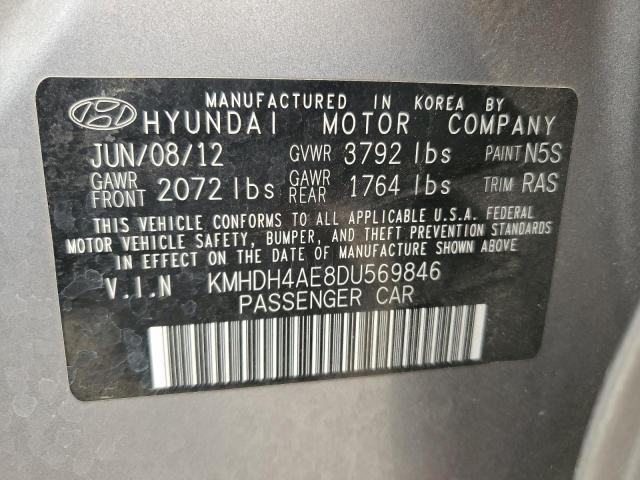 MANUFACTURED IN KOREA BY
HYUNDAI MOTOR COMPANY
JUN/08/12 GVWR 3792 lbs PAINT N5S
GAWR FRONT 2072 lbs GAWR REAR 1764 lbs TRIM RAS
THIS VEHICLE CONFORMS TO ALL APPLICABLE U.S.A. FEDERAL
MOTOR VEHICLE SAFETY, BUMPER, AND THEFT PREVENTION STANDARDS
IN EFFECT ON THE DATE OF MANUFACTURE SHOWN ABOVE.
V.I.N KMHDH4AE8DU569846
PASSENGER CAR